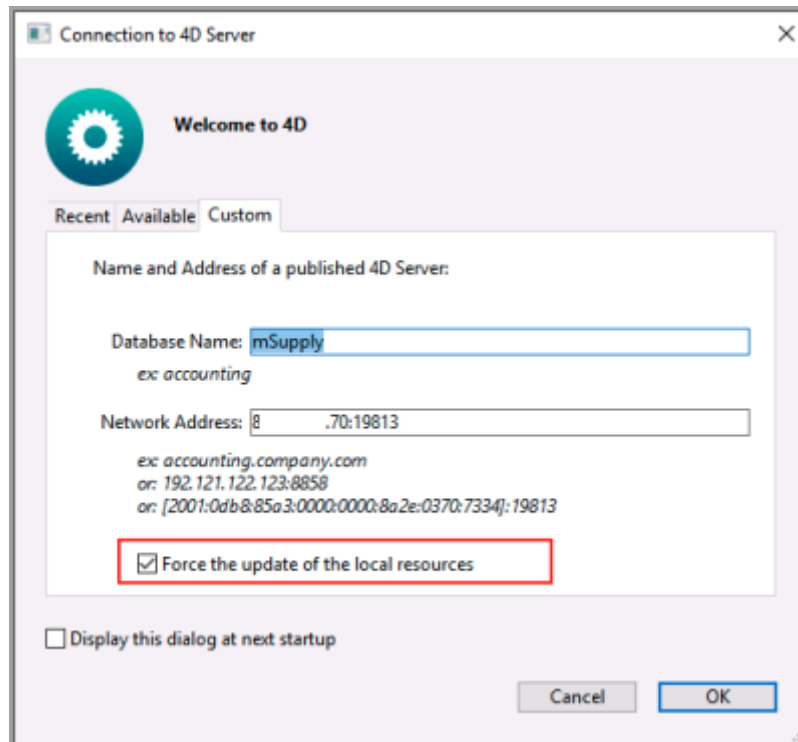 Connection to 4D Server
Welcome to 4D
Recent Available Custom
Name and Address of a published 4D Server:
Database Name: mSupply
ex: accounting
Network Address: 8 .70:19813
ex: accounting.company.com
or: 192.121.122.123:8858
or: [2001:0db8:85a3:0000:0000:8a2e:0370:7334]:19813
Force the update of the local resources
Display this dialog at next startup
Cancel OK